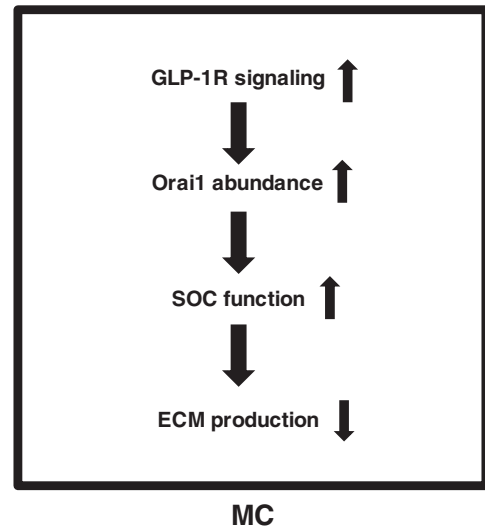 GLP-1R signaling
Orai1 abundance
SOC function
ECM production
MC